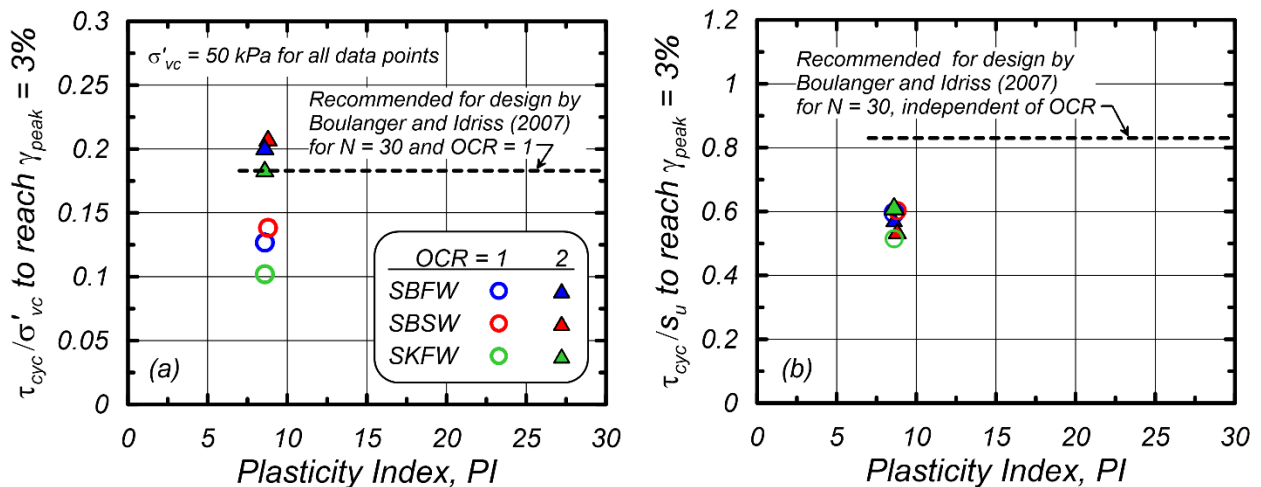 τcyc/σ'vc to reach γpeak = 3%
0.3
0.25
0.2
0.15
0.1
0.05
0
σ'vc = 50 kPa for all data points
Recommended for design by
Boulanger and Idriss (2007)
for N = 30 and OCR = 1
OCR = 1 2
SBFW
SBSW
SKFW
(a)
0 5 10 15 20 25 30
Plasticity Index, PI
τcyc/su to reach γpeak = 3%
1.2
1
0.8
0.6
0.4
0.2
0
Recommended for design by
Boulanger and Idriss (2007)
for N = 30, independent of OCR
(b)
0 5 10 15 20 25 30
Plasticity Index, PI